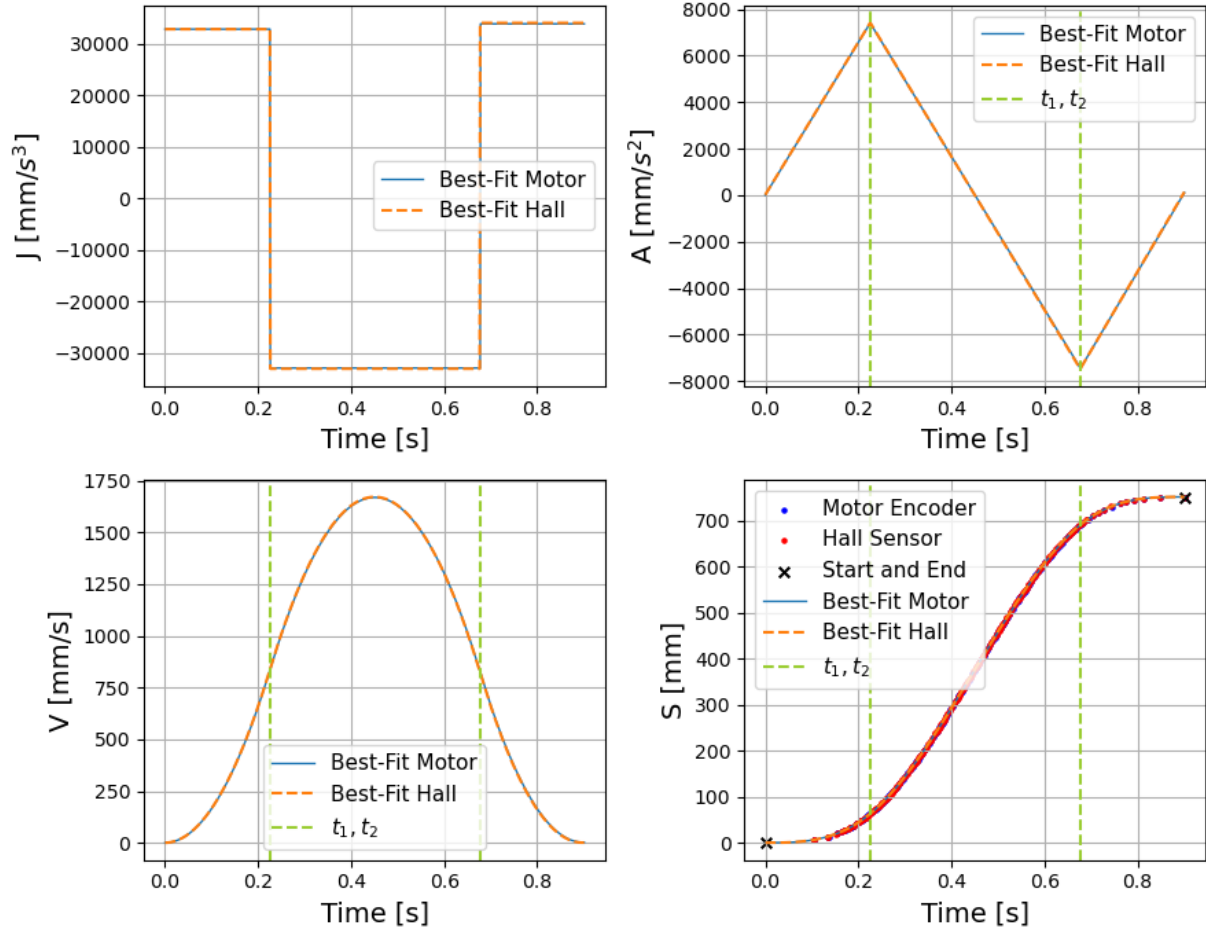 J [mm/s³]
30000
20000
10000
0
−10000
−20000
−30000
Best-Fit Motor
Best-Fit Hall
0.0 0.2 0.4 0.6 0.8
Time [s]
A [mm/s²]
8000
6000
4000
2000
0
−2000
−4000
−6000
−8000
Best-Fit Motor
Best-Fit Hall
t₁, t₂
0.0 0.2 0.4 0.6 0.8
Time [s]
V [mm/s]
1750
1500
1250
1000
750
500
250
0
Best-Fit Motor
Best-Fit Hall
t₁, t₂
0.0 0.2 0.4 0.6 0.8
Time [s]
S [mm]
700
600
500
400
300
200
100
0
Motor Encoder
Hall Sensor
Start and End
Best-Fit Motor
Best-Fit Hall
t₁, t₂
0.0 0.2 0.4 0.6 0.8
Time [s]